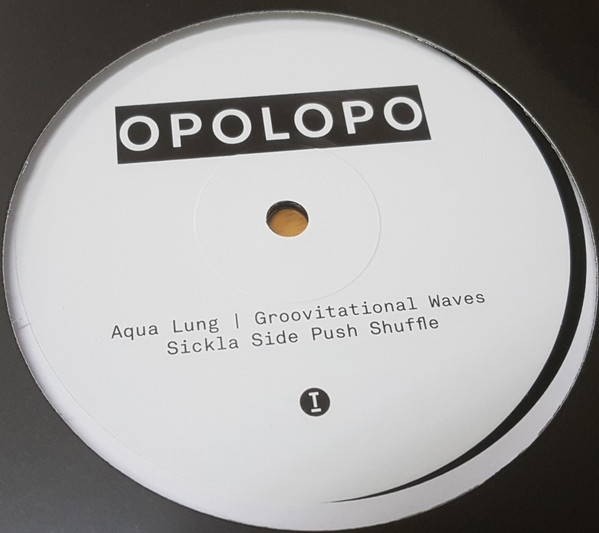 OPOLOPO
Aqua Lung | Groovitational Waves
Sickla Side Push Shuffle
I